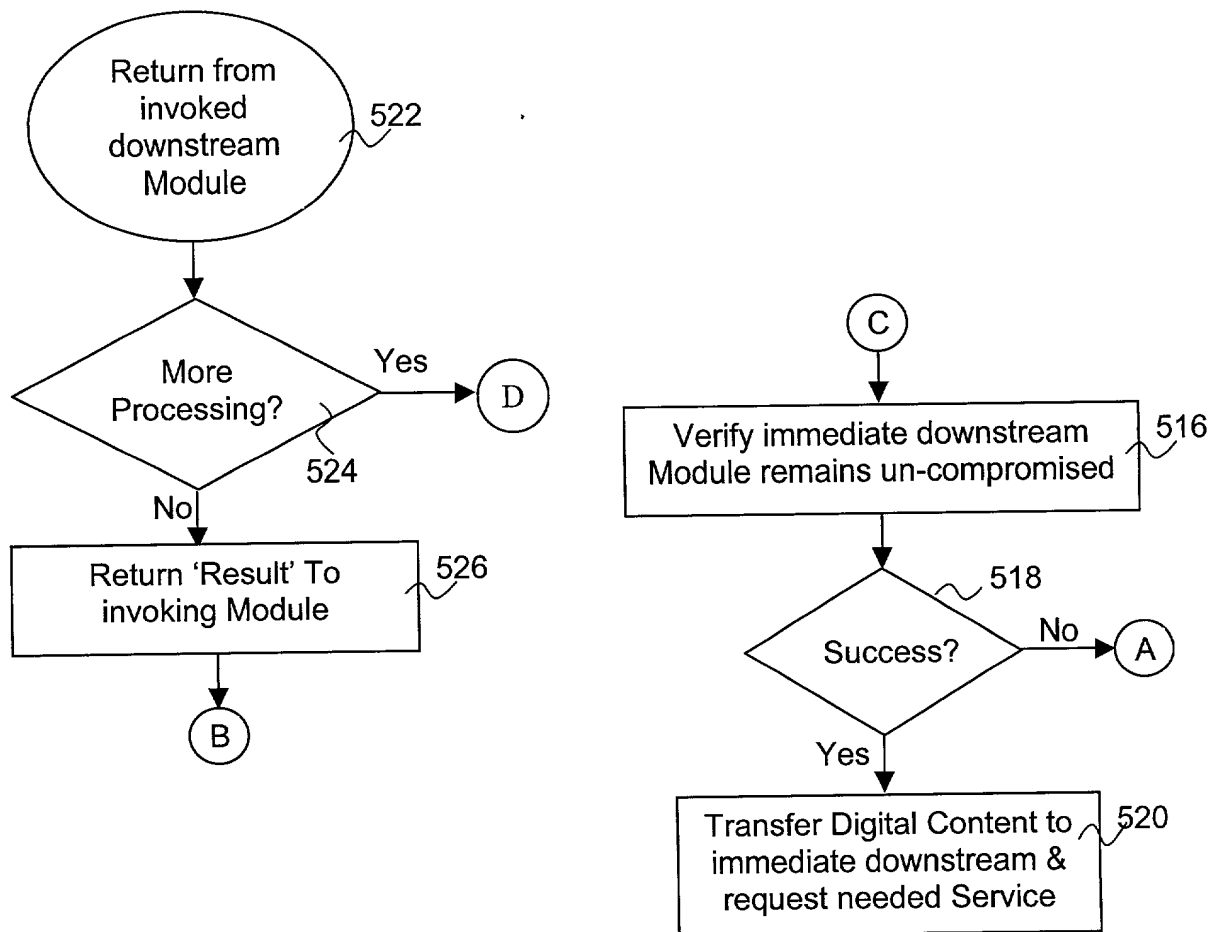 Return from
invoked
downstream
Module
522
More
Processing?
524
Yes
D
No
Return ‘Result’ To
invoking Module
526
B
C
Verify immediate downstream
Module remains un-compromised
516
Success?
518
No
A
Yes
Transfer Digital Content to
immediate downstream &
request needed Service
520